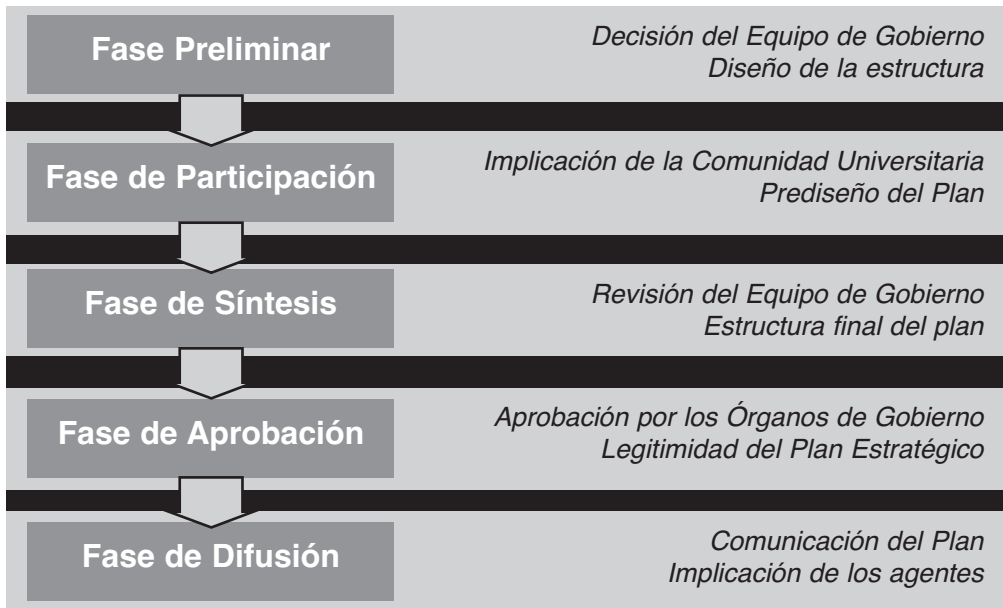 Fase Preliminar
Decisión del Equipo de Gobierno
Diseño de la estructura
Fase de Participación
Implicación de la Comunidad Universitaria
Prediseño del Plan
Fase de Síntesis
Revisión del Equipo de Gobierno
Estructura final del plan
Fase de Aprobación
Aprobación por los Órganos de Gobierno
Legitimidad del Plan Estratégico
Fase de Difusión
Comunicación del Plan
Implicación de los agentes